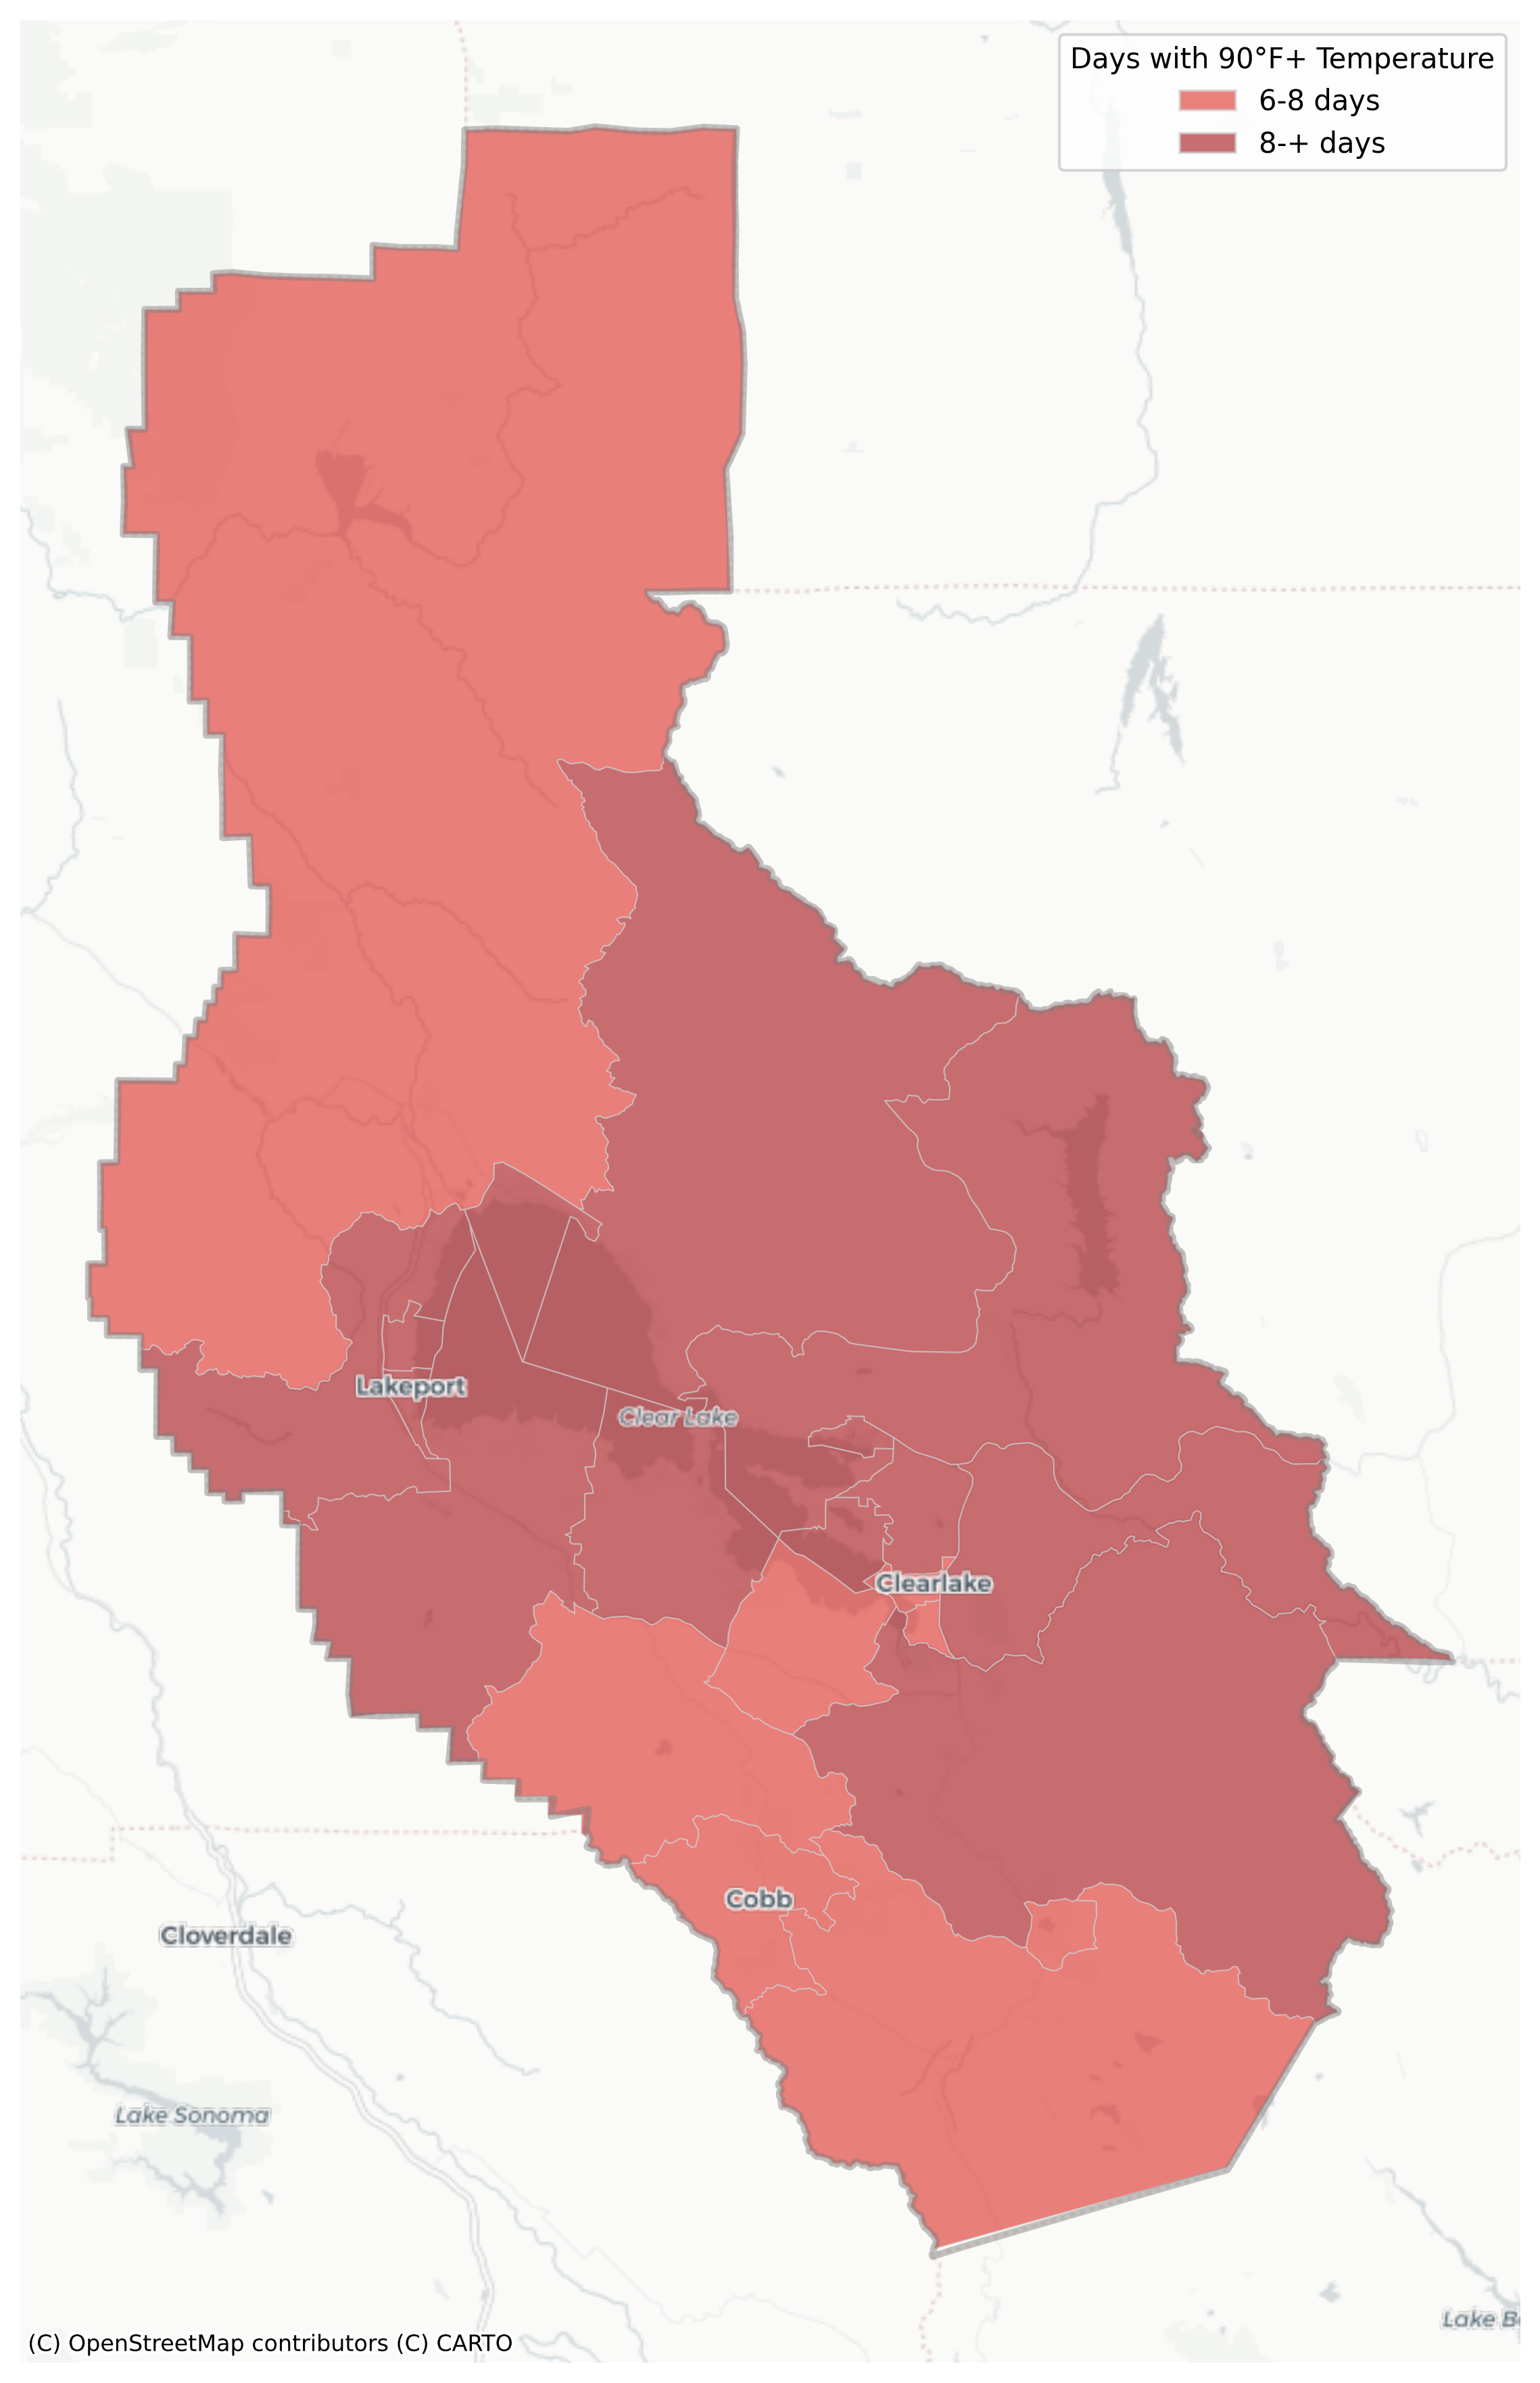 Days with 90°F+ Temperature
6-8 days
8-+ days
Lakeport
Clear Lake
Clearlake
Cobb
Cloverdale
Lake Sonoma
Lake B
(C) OpenStreetMap contributors (C) CARTO